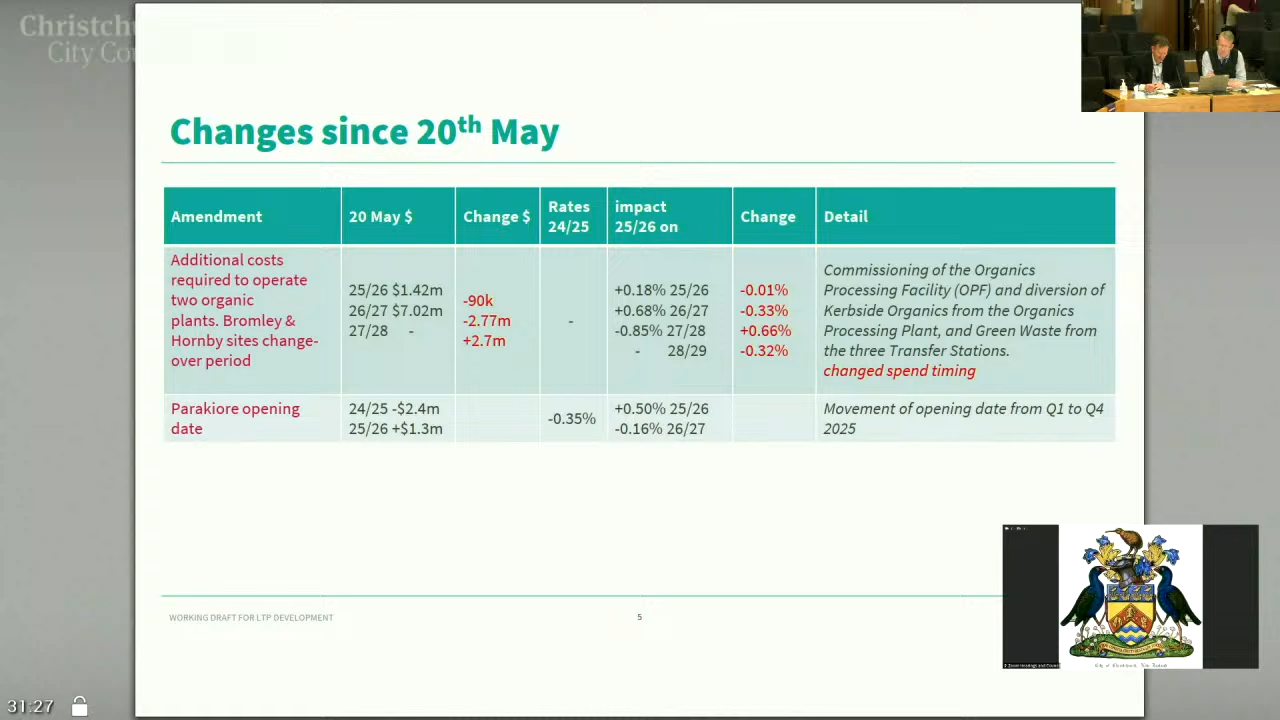 Christchu
City Cou
Changes since 20th May
Amendment
20 May $
Change $
Rates
24/25
impact
25/26 on
Change
Detail
Additional costs
required to operate
two organic
plants. Bromley &
Hornby sites change-
over period
25/26 $1.42m
26/27 $7.02m
27/28 -
-90k
-2.77m
+2.7m
-
+0.18% 25/26
+0.68% 26/27
-0.85% 27/28
- 28/29
-0.01%
-0.33%
+0.66%
-0.32%
Commissioning of the Organics
Processing Facility (OPF) and diversion of
Kerbside Organics from the Organics
Processing Plant, and Green Waste from
the three Transfer Stations.
changed spend timing
Parakiore opening
date
24/25 -$2.4m
25/26 +$1.3m
-0.35%
+0.50% 25/26
-0.16% 26/27
Movement of opening date from Q1 to Q4
2025
WORKING DRAFT FOR LTP DEVELOPMENT
5
31:27